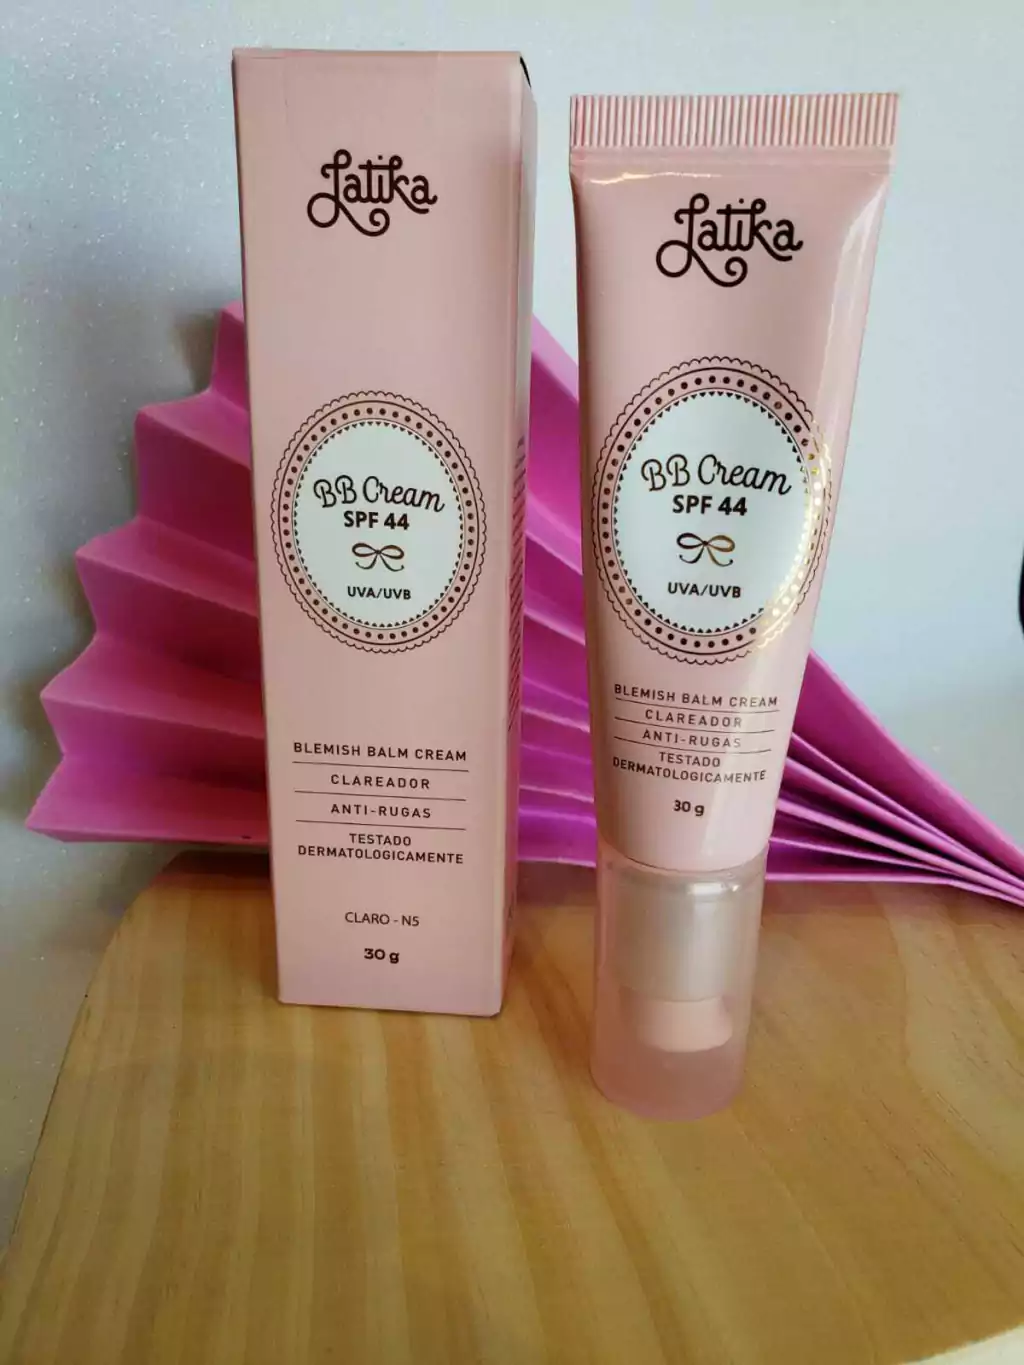 Latika
BB Cream
SPF 44
UVA/UVB
BLEMISH BALM CREAM
CLAREADOR
ANTI-RUGAS
TESTADO
DERMATOLOGICAMENTE
CLARO - N5
30 g
Latika
BB Cream
SPF 44
UVA/UVB
BLEMISH BALM CREAM
CLAREADOR
ANTI-RUGAS
TESTADO
DERMATOLOGICAMENTE
30 g